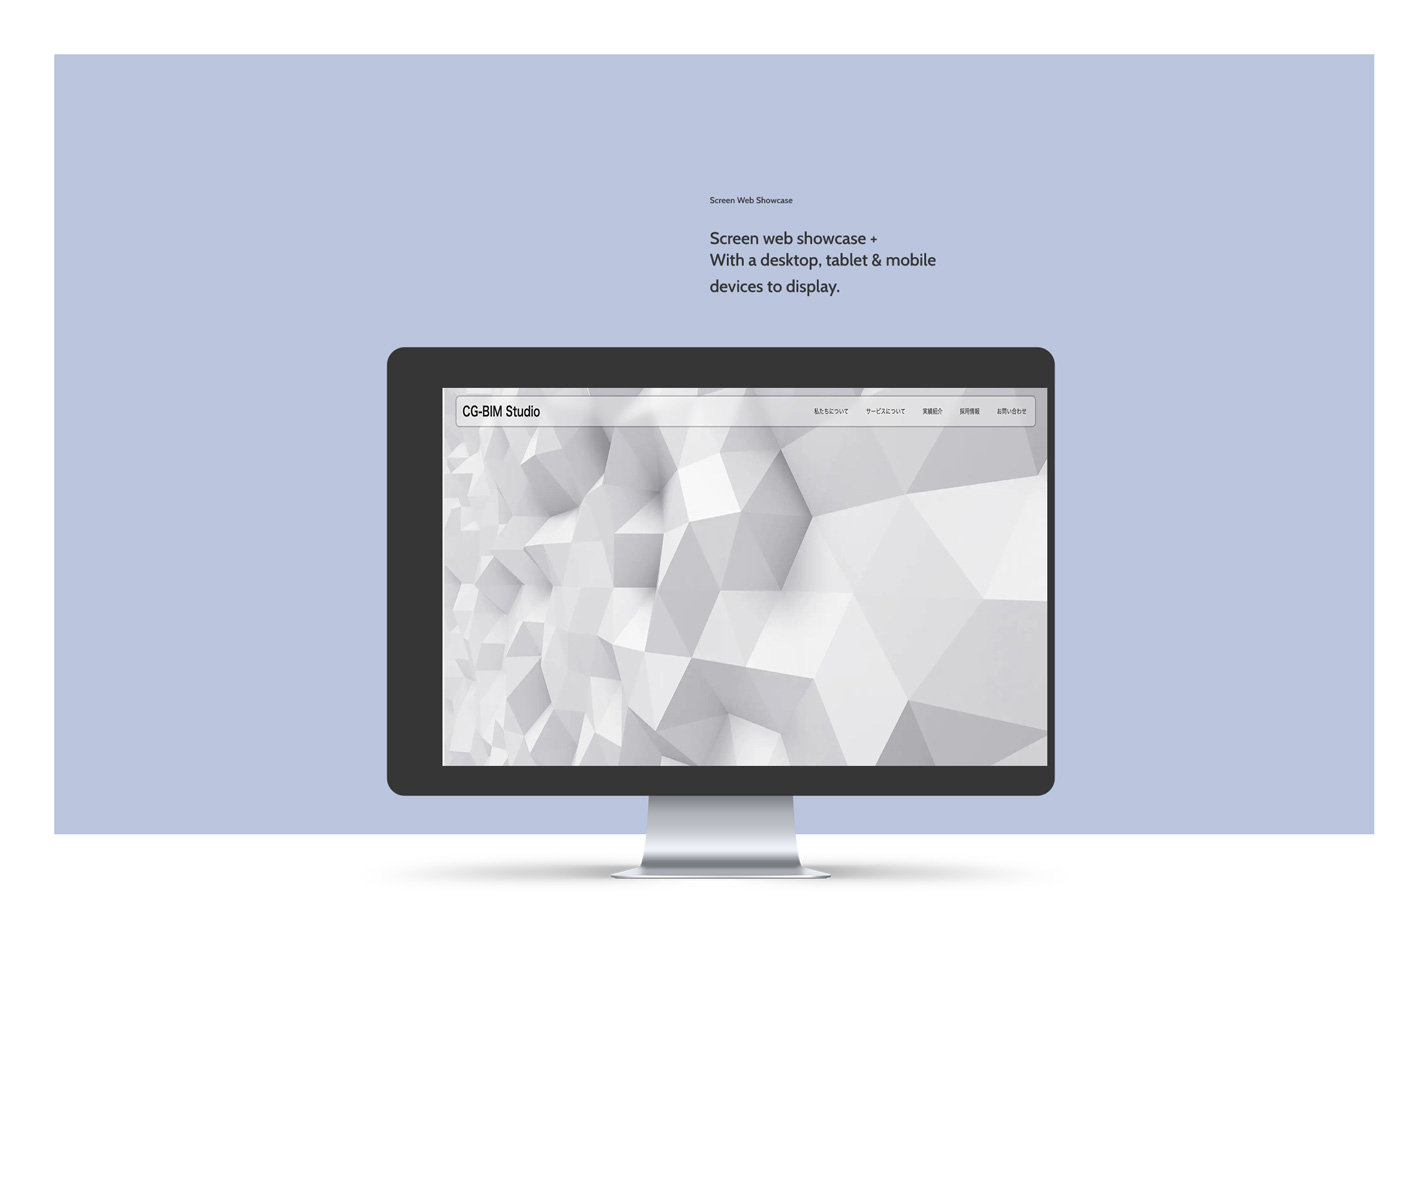 Screen Web Showcase
Screen web showcase +
With a desktop, tablet & mobile
devices to display.
CG-BIM Studio
私たちについて
サービスについて
実績紹介
採用情報
お問い合わせ